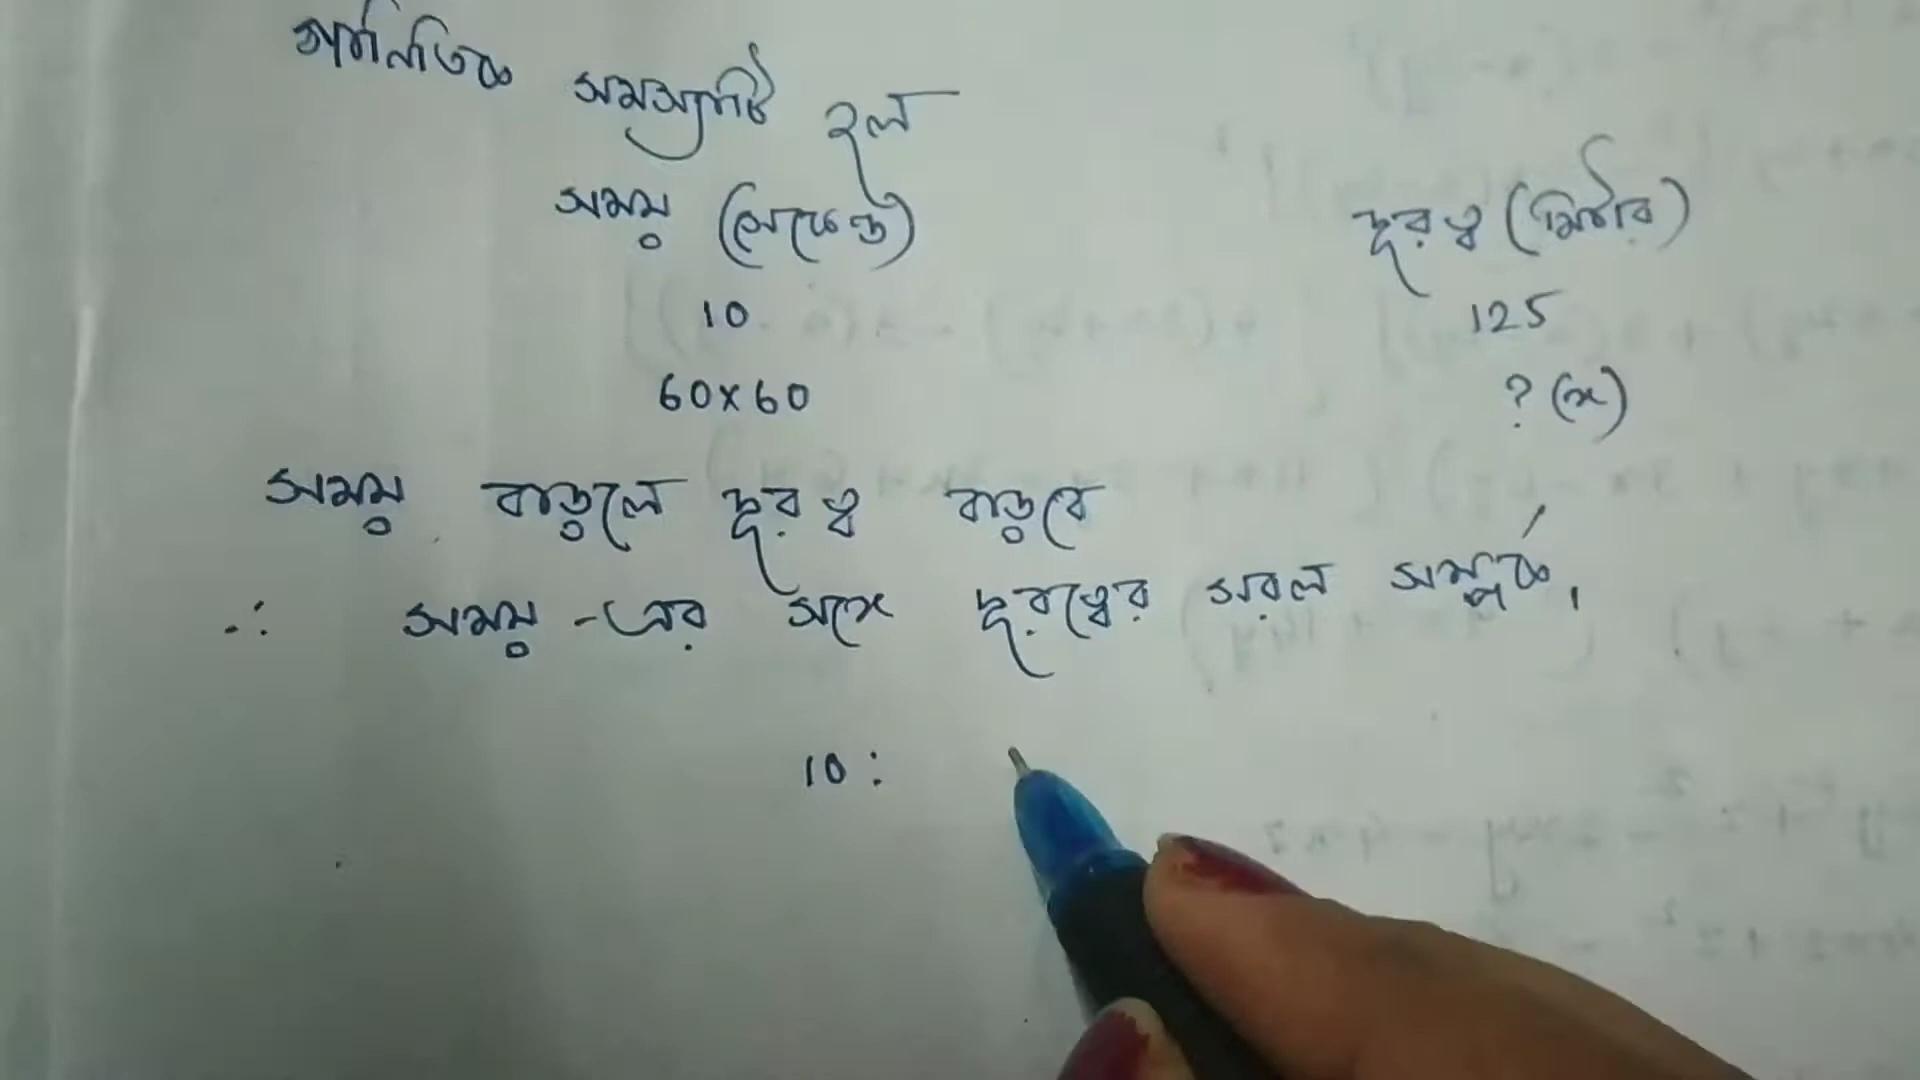 গাণিতিক সমস্যাটি হল
সময় (সেকেন্ড) দূরত্ব (মিটার)
10 125
60x60 ? (x)
সময় বাড়লে দূরত্ব বাড়বে
∴ সময় -এর সঙ্গে দূরত্বের সরল সম্পর্ক,
10 :